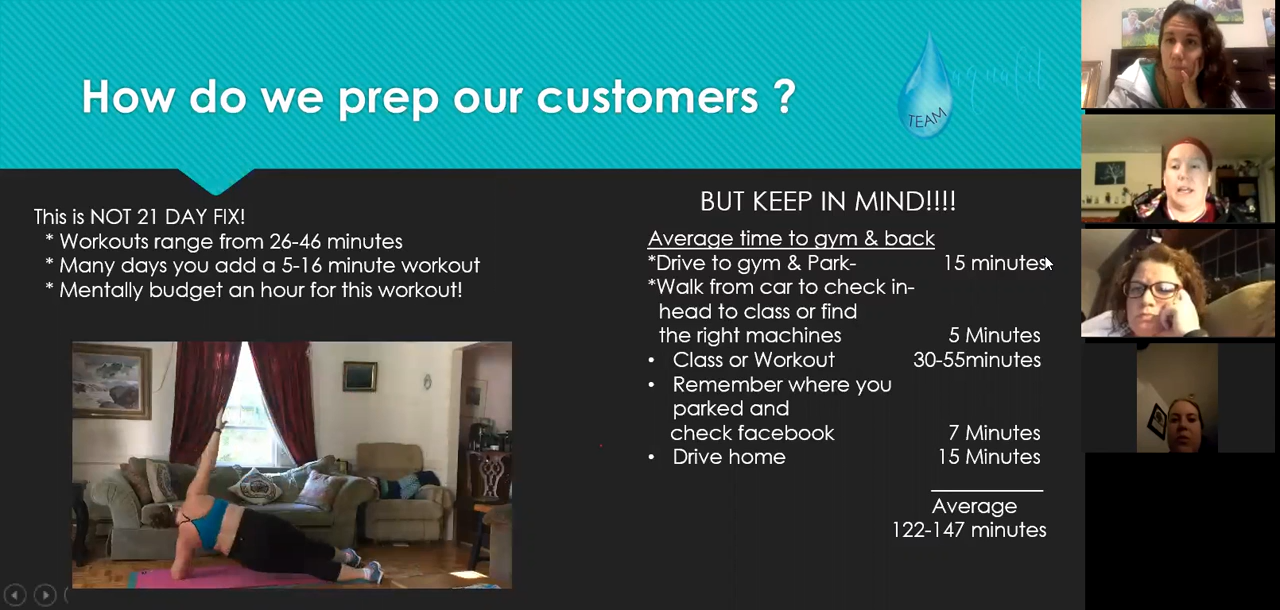 How do we prep our customers ?
TEAM
aquafit
This is NOT 21 DAY FIX!
* Workouts range from 26-46 minutes
* Many days you add a 5-16 minute workout
* Mentally budget an hour for this workout!
BUT KEEP IN MIND!!!!
Average time to gym & back
*Drive to gym & Park- 15 minutes
*Walk from car to check in-
head to class or find
the right machines 5 Minutes
• Class or Workout 30-55minutes
• Remember where you
parked and
check facebook 7 Minutes
• Drive home 15 Minutes
Average
122-147 minutes